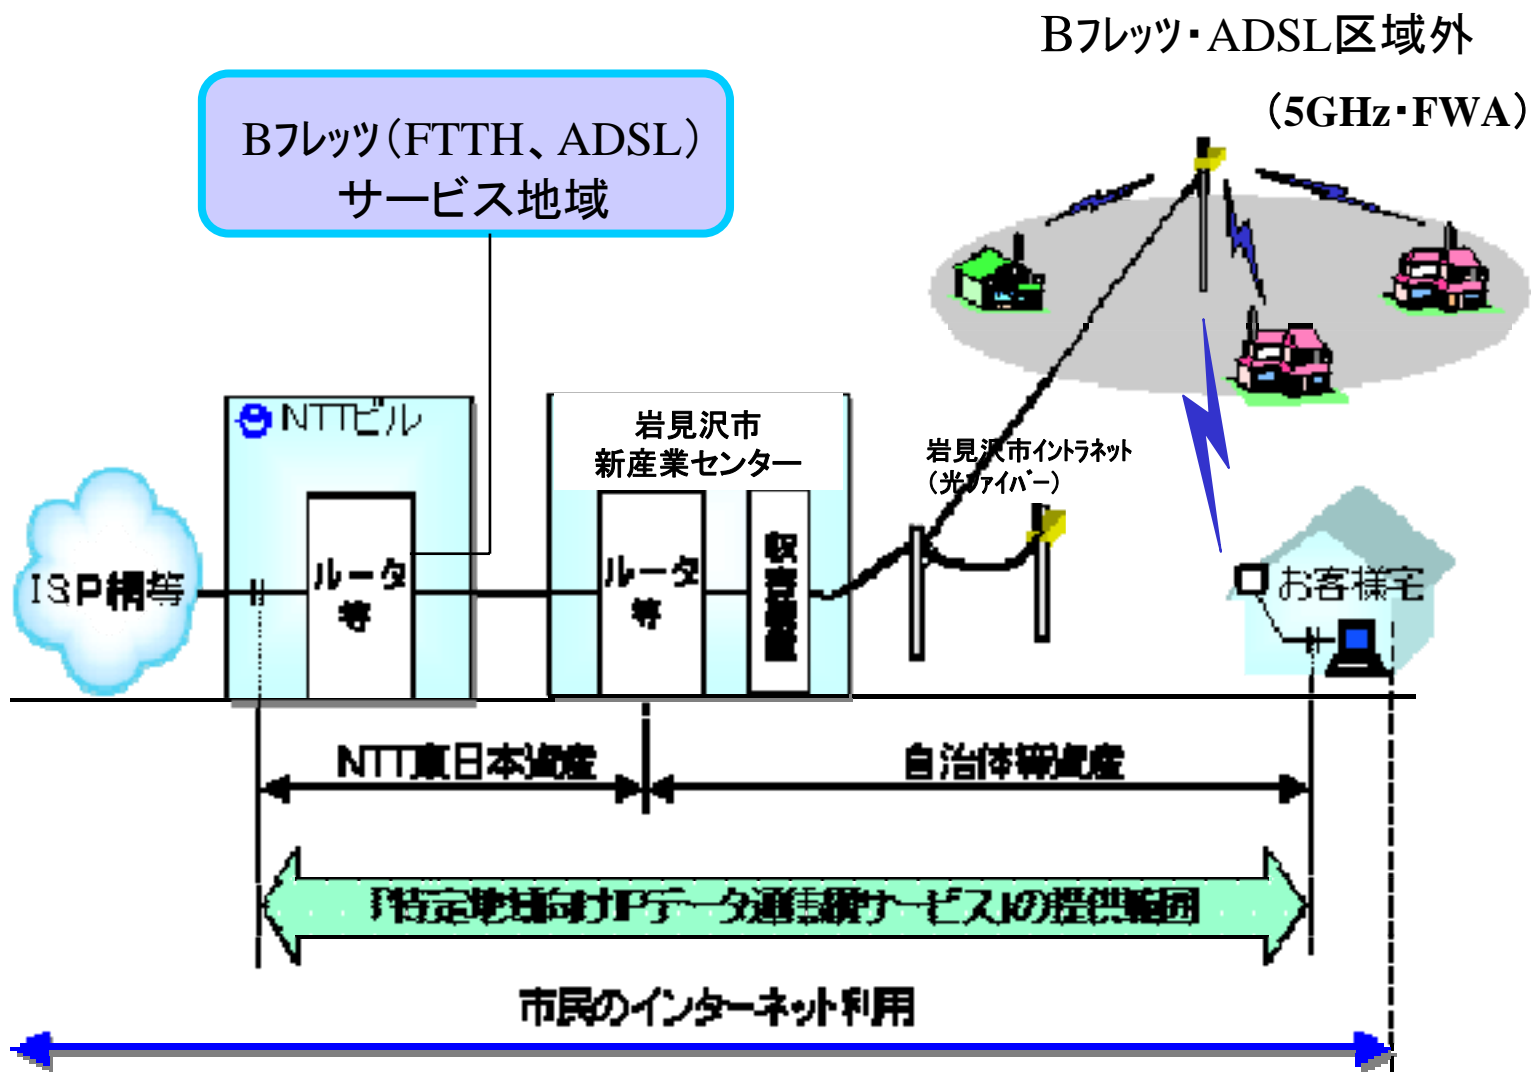 Bフレッツ・ADSL区域外
（5GHz・FWA）
Bフレッツ（FTTH、ADSL）
サービス地域
NTTビル
岩見沢市
新産業センター
岩見沢市イントラネット
（光ファイバー）
ISP網等
ルータ
等
ルータ
等
お客様宅
NTT東日本資産
自治体等資産
「特定地域向けIPデータ通信網サービス」の提供範囲
市民のインターネット利用